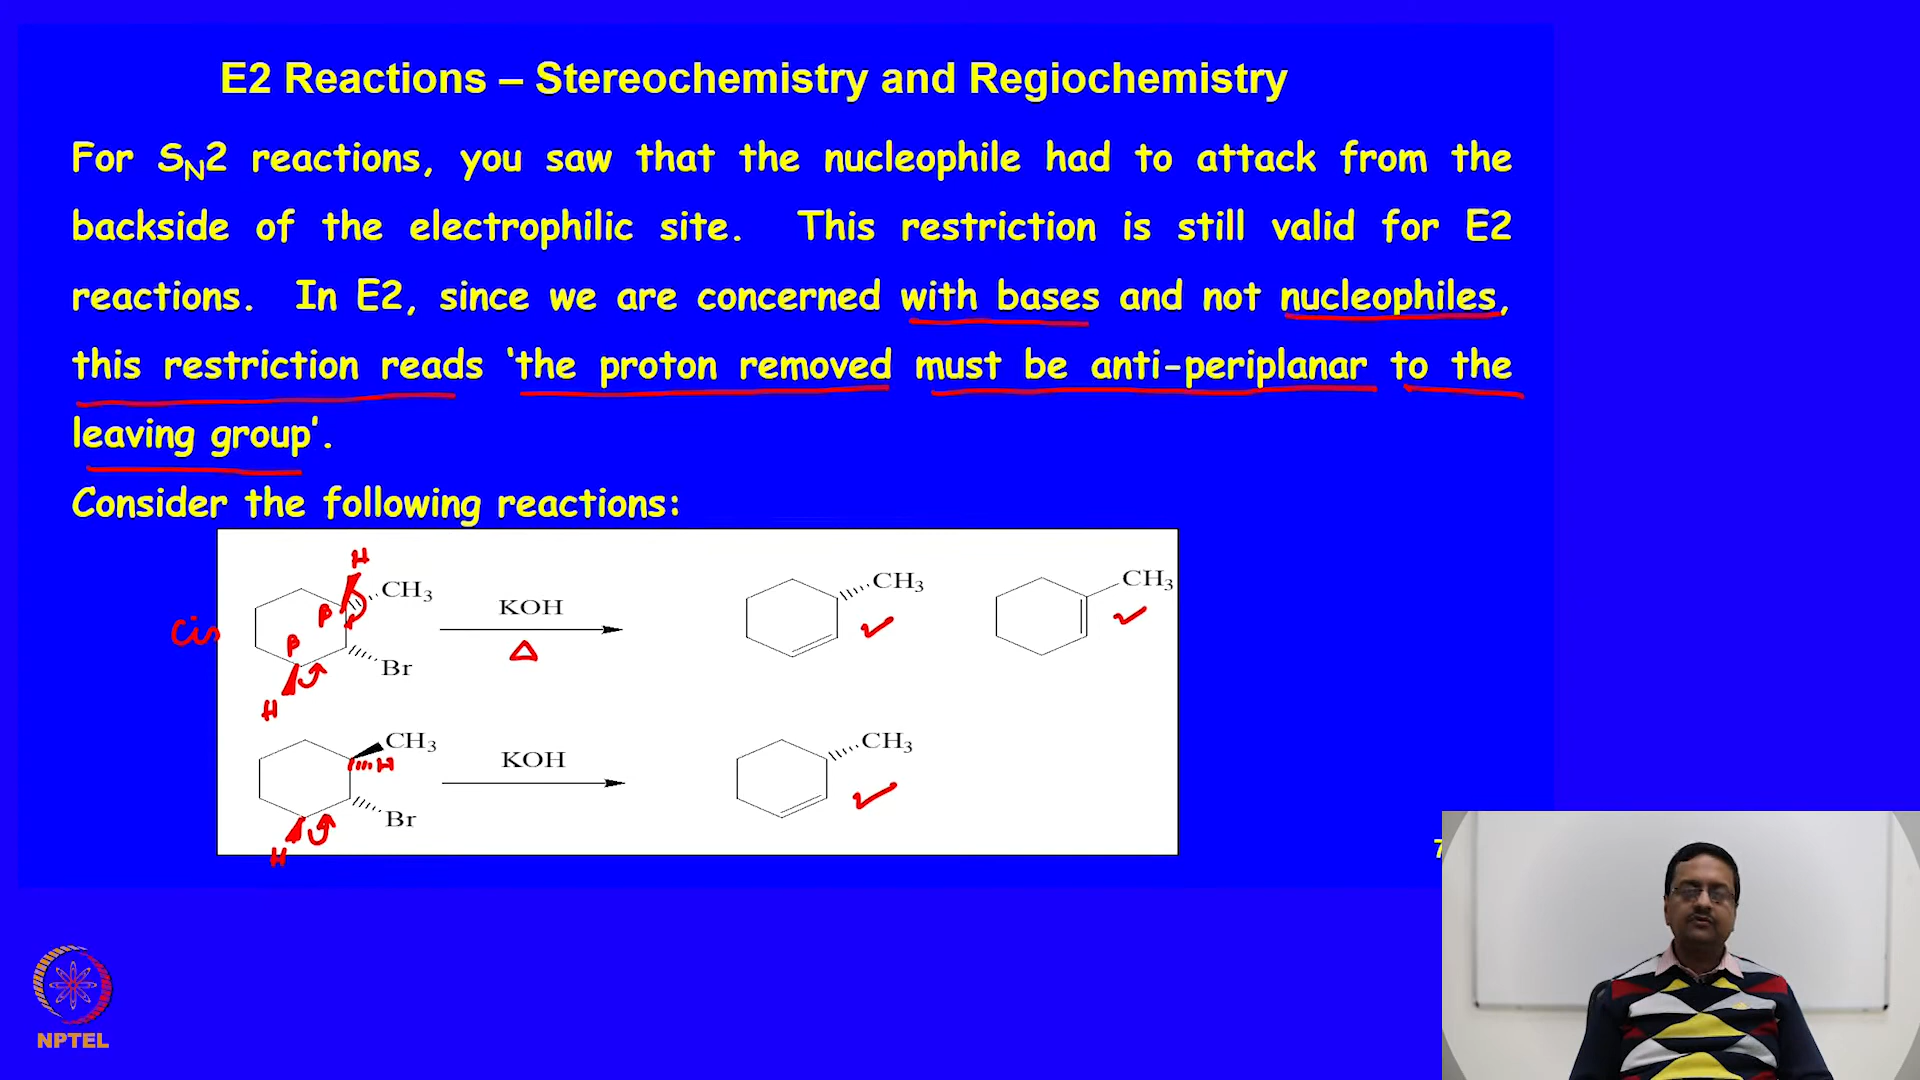 E2 Reactions – Stereochemistry and Regiochemistry
For SN2 reactions, you saw that the nucleophile had to attack from the
backside of the electrophilic site. This restriction is still valid for E2
reactions. In E2, since we are concerned with bases and not nucleophiles,
this restriction reads ‘the proton removed must be anti-periplanar to the
leaving group’.
Consider the following reactions:
H
CH3
β
β
cis
Br
H
KOH
Δ
CH3
CH3
CH3
H
Br
H
KOH
CH3
7
NPTEL